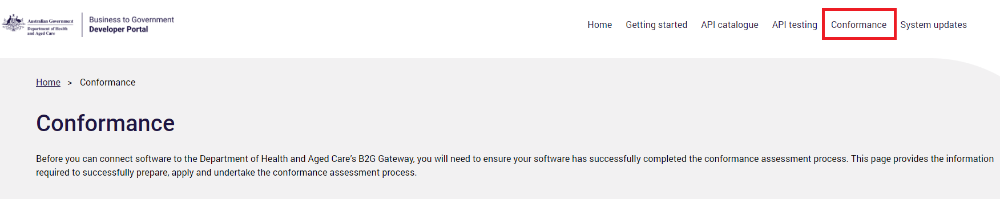 Australian Government
Department of Health
and Aged Care
Business to Government
Developer Portal
Home Getting started API catalogue API testing Conformance System updates
Home > Conformance
Conformance
Before you can connect software to the Department of Health and Aged Care’s B2G Gateway, you will need to ensure your software has successfully completed the conformance assessment process. This page provides the information
required to successfully prepare, apply and undertake the conformance assessment process.